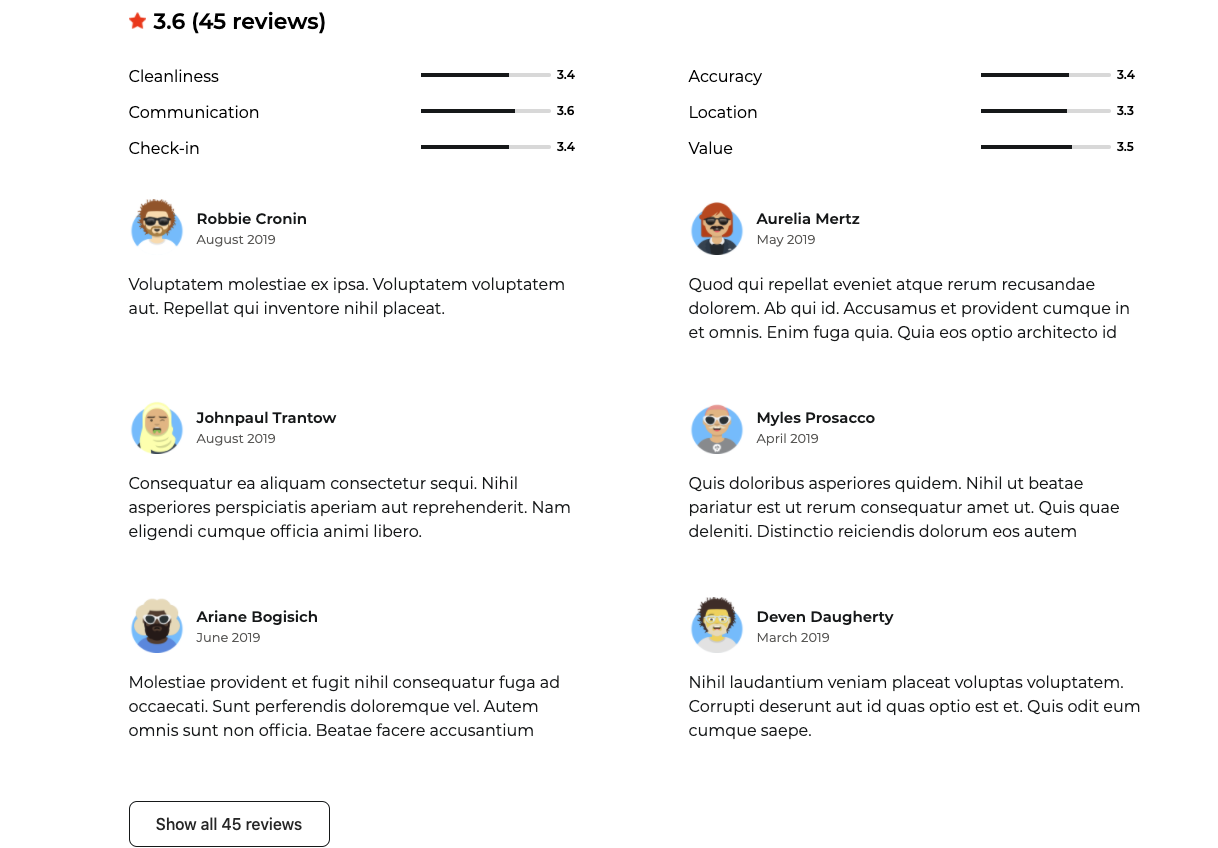 3.6 (45 reviews)
Cleanliness 3.4
Accuracy 3.4
Communication 3.6
Location 3.3
Check-in 3.4
Value 3.5
Robbie Cronin
August 2019
Voluptatem molestiae ex ipsa. Voluptatem voluptatem
aut. Repellat qui inventore nihil placeat.
Aurelia Mertz
May 2019
Quod qui repellat eveniet atque rerum recusandae
dolorem. Ab qui id. Accusamus et provident cumque in
et omnis. Enim fuga quia. Quia eos optio architecto id
Johnpaul Trantow
August 2019
Consequatur ea aliquam consectetur sequi. Nihil
asperiores perspiciatis aperiam aut reprehenderit. Nam
eligendi cumque officia animi libero.
Myles Prosacco
April 2019
Quis doloribus asperiores quidem. Nihil ut beatae
pariatur est ut rerum consequatur amet ut. Quis quae
deleniti. Distinctio reiciendis dolorum eos autem
Ariane Bogisich
June 2019
Molestiae provident et fugit nihil consequatur fuga ad
occaecati. Sunt perferendis doloremque vel. Autem
omnis sunt non officia. Beatae facere accusantium
Deven Daugherty
March 2019
Nihil laudantium veniam placeat voluptas voluptatem.
Corrupti deserunt aut id quas optio est et. Quis odit eum
cumque saepe.
Show all 45 reviews